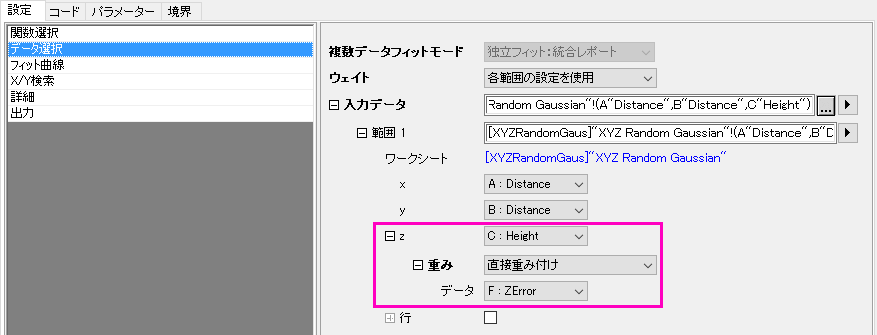 設定 コード パラメーター 境界
関数選択
データ選択
フィット曲線
X/Y検索
詳細
出力
複数データフィットモード 独立フィット:統合レポート
ウェイト 各範囲の設定を使用
入力データ Random Gaussian"!(A"Distance",B"Distance",C"Height") ...
範囲 1 [XYZRandomGaus]"XYZ Random Gaussian"!(A"Distance",B"D
ワークシート [XYZRandomGaus]"XYZ Random Gaussian"
x A : Distance
y B : Distance
z C : Height
重み 直接重み付け
データ F : ZError
行